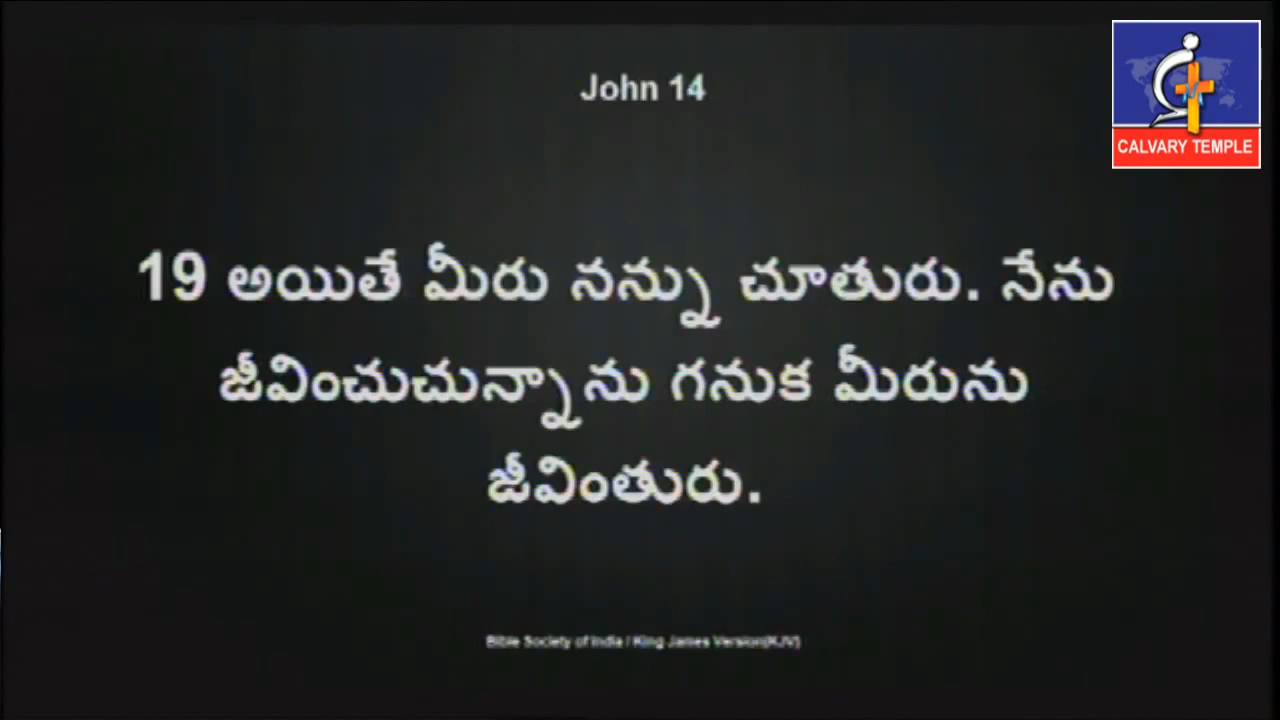 John 14
CALVARY TEMPLE
19 అయితే మీరు నన్ను చూతురు. నేను
జీవించుచున్నాను గనుక మీరును
జీవింతురు.
Bible Society of India / King James Version(KJV)